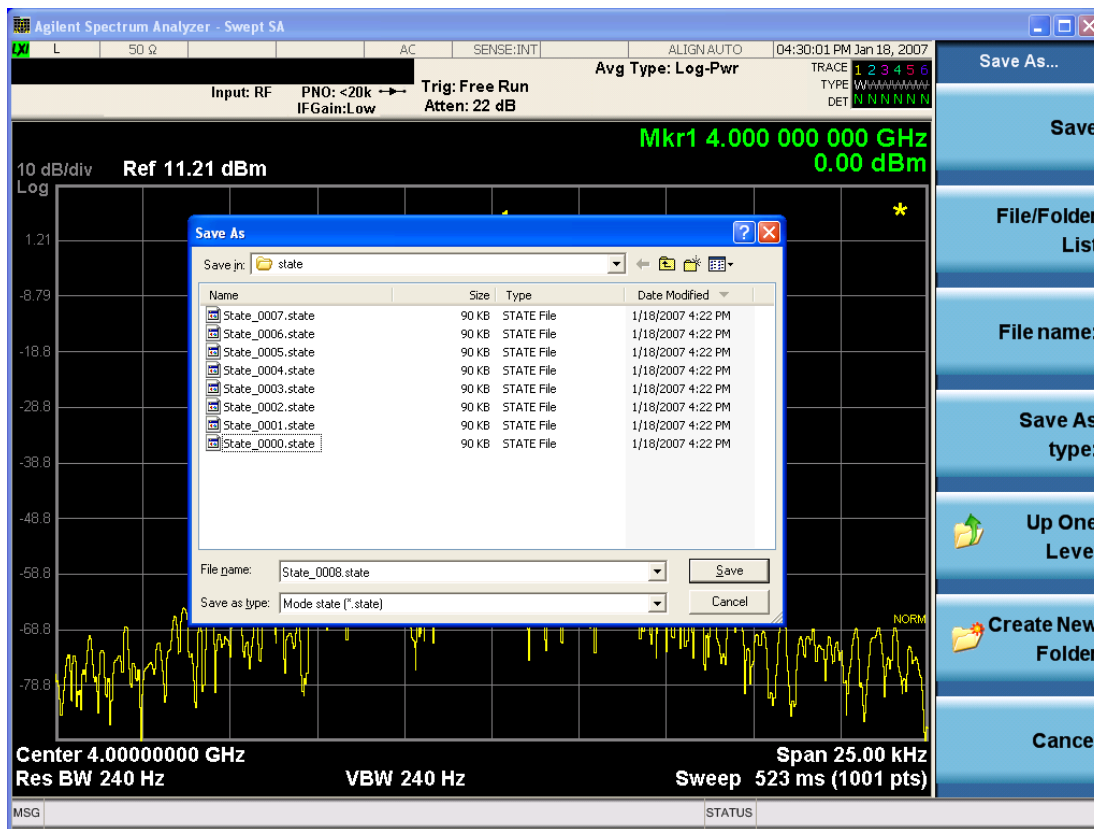 Agilent Spectrum Analyzer - Swept SA
LXI L 50 Ω AC SENSE:INT ALIGN AUTO 04:30:01 PM Jan 18, 2007
Input: RF PNO: <20k IFGain:Low
Trig: Free Run
Atten: 22 dB
Avg Type: Log-Pwr
TRACE 1 2 3 4 5 6
TYPE
DET N N N N N N
Mkr1 4.000 000 000 GHz
0.00 dBm
10 dB/div Ref 11.21 dBm
Log
1.21
-8.79
-18.8
-28.8
-38.8
-48.8
-58.8
-68.8
-78.8
Save As
Save in: state
Name Size Type Date Modified
State_0007.state 90 KB STATE File 1/18/2007 4:22 PM
State_0006.state 90 KB STATE File 1/18/2007 4:22 PM
State_0005.state 90 KB STATE File 1/18/2007 4:22 PM
State_0004.state 90 KB STATE File 1/18/2007 4:22 PM
State_0003.state 90 KB STATE File 1/18/2007 4:22 PM
State_0002.state 90 KB STATE File 1/18/2007 4:22 PM
State_0001.state 90 KB STATE File 1/18/2007 4:22 PM
State_0000.state 90 KB STATE File 1/18/2007 4:22 PM
File name: State_0008.state Save
Save as type: Mode state (*.state) Cancel
NORM
Center 4.00000000 GHz Span 25.00 kHz
Res BW 240 Hz VBW 240 Hz Sweep 523 ms (1001 pts)
MSG STATUS
Save As...
Save
File/Folder
List
File name:
Save As
type:
Up One
Leve
Create New
Folder
Cance